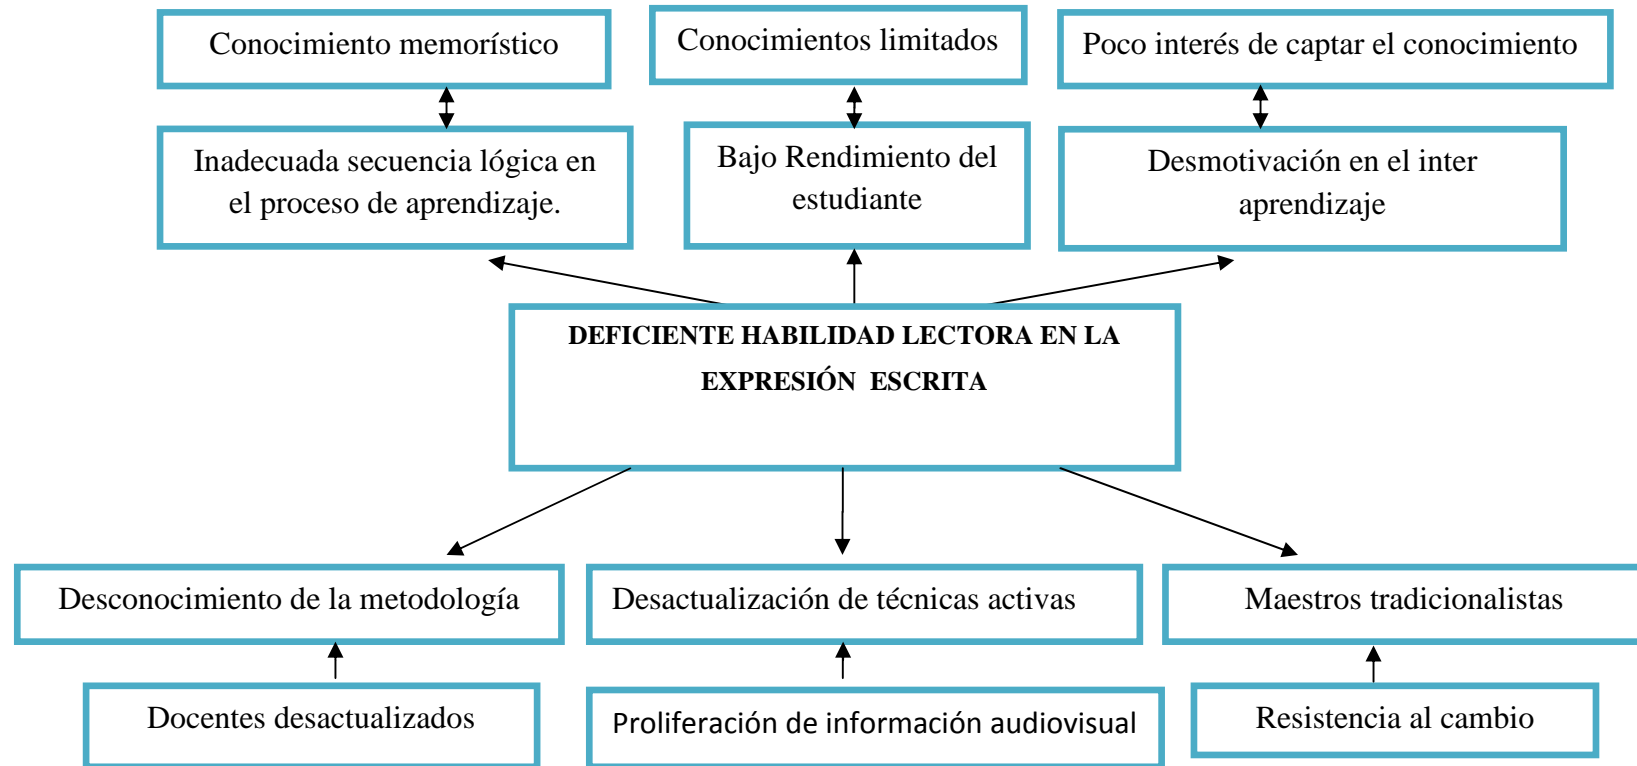 Conocimiento memorístico
Conocimientos limitados
Poco interés de captar el conocimiento
Inadecuada secuencia lógica en
el proceso de aprendizaje.
Bajo Rendimiento del
estudiante
Desmotivación en el inter
aprendizaje
DEFICIENTE HABILIDAD LECTORA EN LA
EXPRESIÓN ESCRITA
Desconocimiento de la metodología
Desactualización de técnicas activas
Maestros tradicionalistas
Docentes desactualizados
Proliferación de información audiovisual
Resistencia al cambio